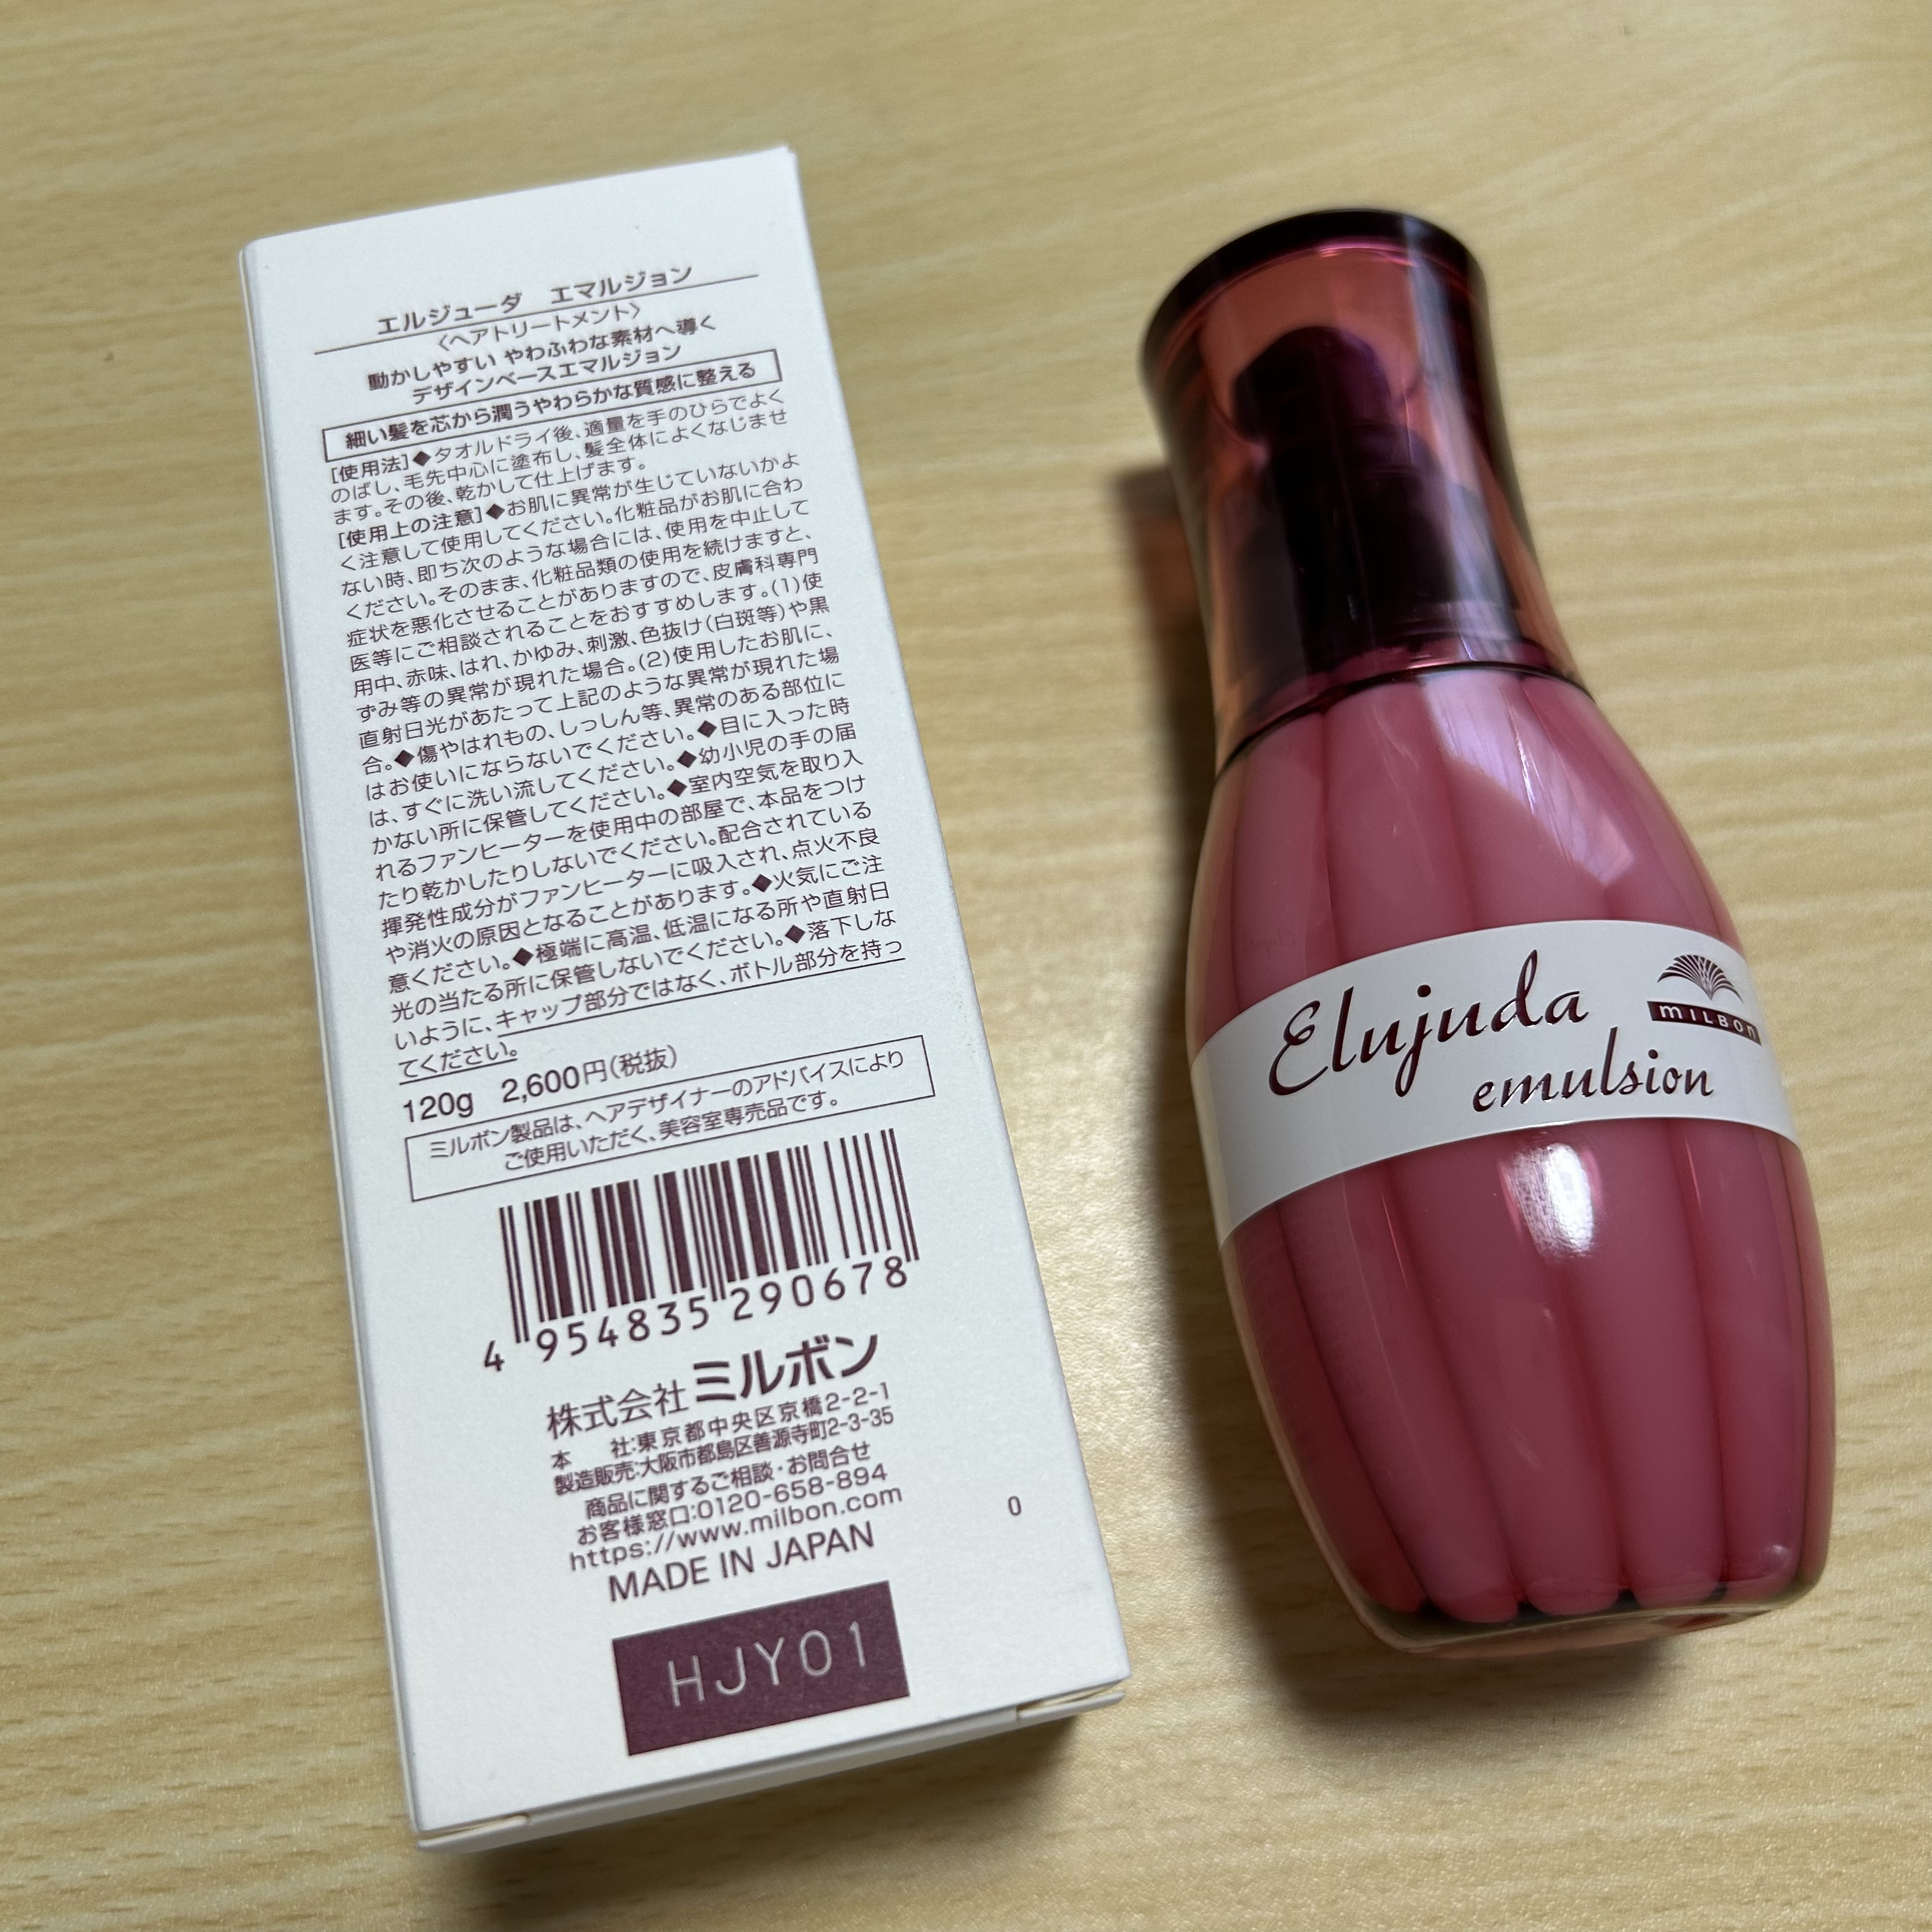 エルジューダ　エマルジョン
〈ヘアトリートメント〉
動かしやすい やわふわな素材へ導く
デザインベースエマルジョン
細い髪を芯から潤うやわらかな質感に整える
[使用法]◆タオルドライ後、適量を手のひらでよく
のばし、毛先中心に塗布し、髪全体によくなじませ
ます。その後、乾かして仕上げます。
[使用上の注意]◆お肌に異常が生じていないかよ
く注意して使用してください。化粧品がお肌に合わ
ない時、即ち次のような場合には、使用を中止して
ください。そのまま、化粧品類の使用を続けますと、
症状を悪化させることがありますので、皮膚科専門
医等にご相談されることをおすすめします。(1)使
用中、赤味、はれ、かゆみ、刺激、色抜け(白斑等)や黒
ずみ等の異常が現れた場合。(2)使用したお肌に、
直射日光があたって上記のような異常が現れた場
合。◆傷やはれもの、しっしん等、異常のある部位に
はお使いにならないでください。◆目に入った時
は、すぐに洗い流してください。◆幼小児の手の届
かない所に保管してください。◆室内空気を取り入
れるファンヒーターを使用中の部屋で、本品をつけ
たり乾かしたりしないでください。配合されている
揮発性成分がファンヒーターに吸入され、点火不良
や消火の原因となることがあります。◆火気にご注
意ください。◆極端に高温、低温になる所や直射日
光の当たる所に保管しないでください。◆落下しな
いように、キャップ部分ではなく、ボトル部分を持っ
てください。
120g 2,600円(税抜)
ミルボン製品は、ヘアデザイナーのアドバイスにより
ご使用いただく、美容室専売品です。
4 954835 290678
株式会社 ミルボン
本　社:東京都中央区京橋2-2-1
製造販売:大阪市都島区善源寺町2-3-35
商品に関するご相談・お問合せ
お客様窓口:0120-658-894
https://www.milbon.com
MADE IN JAPAN
0
HJY01
Elujuda
MILBON
emulsion